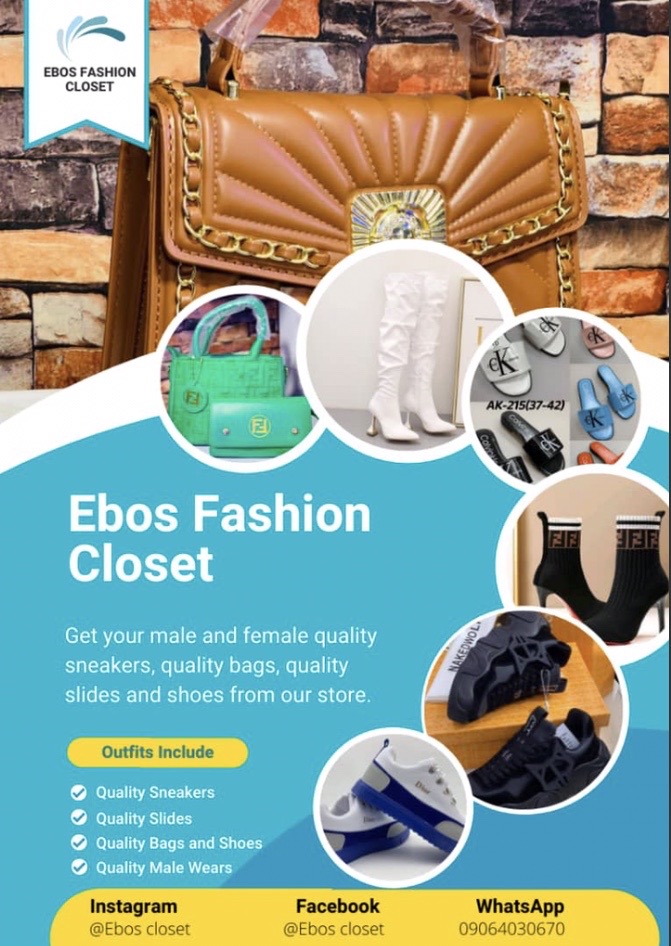 EBOS FASHION
CLOSET
AK-215(37-42)
Ebos Fashion
Closet
Get your male and female quality
sneakers, quality bags, quality
slides and shoes from our store.
Outfits Include
Quality Sneakers
Quality Slides
Quality Bags and Shoes
Quality Male Wears
Instagram
Facebook
WhatsApp
@Ebos closet
@Ebos closet
09064030670